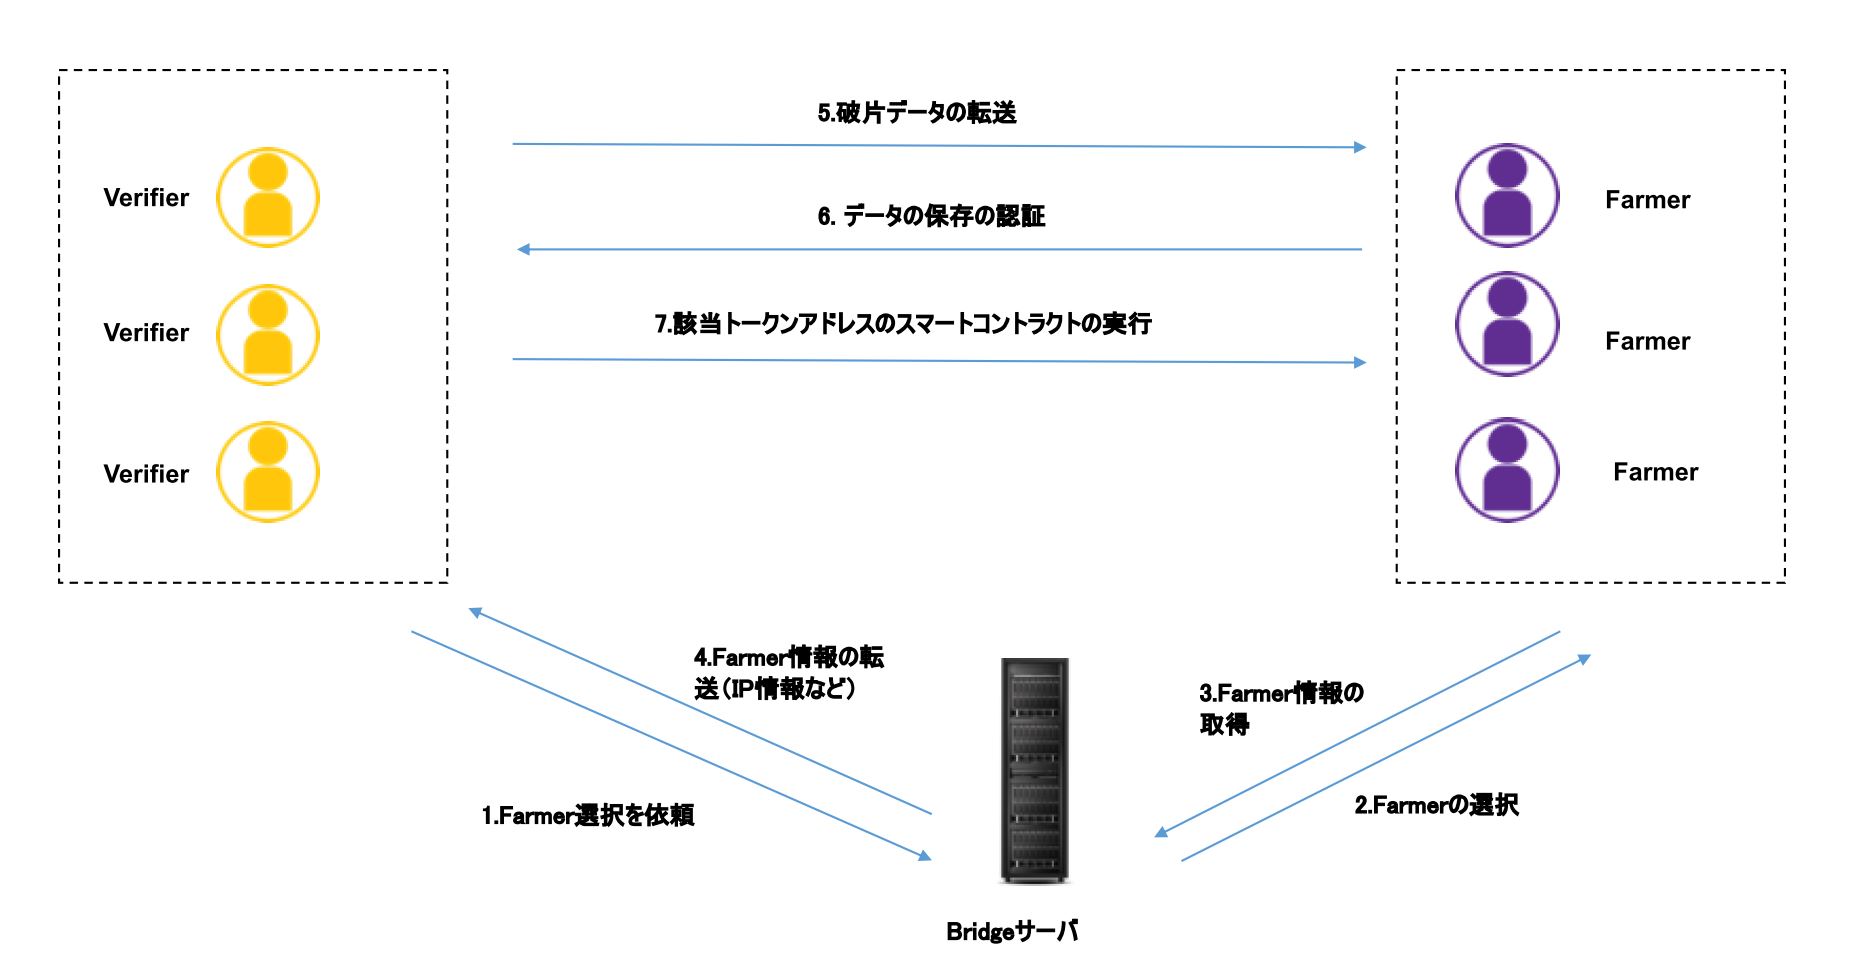 5.破片データの転送
Verifier
Farmer
6. データの保存の認証
Verifier
7.該当トークンアドレスのスマートコントラクトの実行
Farmer
Verifier
Farmer
4.Farmer情報の転
送（IP情報など）
3.Farmer情報の
取得
1.Farmer選択を依頼
2.Farmerの選択
Bridgeサーバ